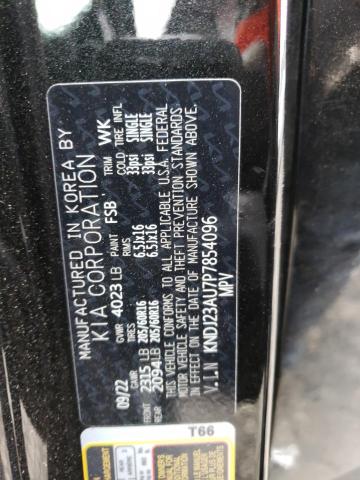 MANUFACTURED IN KOREA BY
KIA CORPORATION
09/22 GVWR 4023 LB PAINT FSB TRIM WK
GAWR TIRES RIMS COLD TIRE INFL
FRONT 2315 LB 205/60R16 6.5Jx16 33psi SINGLE
REAR 2094 LB 205/60R16 6.5Jx16 33psi SINGLE
THIS VEHICLE CONFORMS TO ALL APPLICABLE U.S.A. FEDERAL
MOTOR VEHICLE SAFETY AND THEFT PREVENTION STANDARDS
IN EFFECT ON THE DATE OF MANUFACTURE SHOWN ABOVE.
V.I.N KNDJ23AU7P7854096
MPV
T66